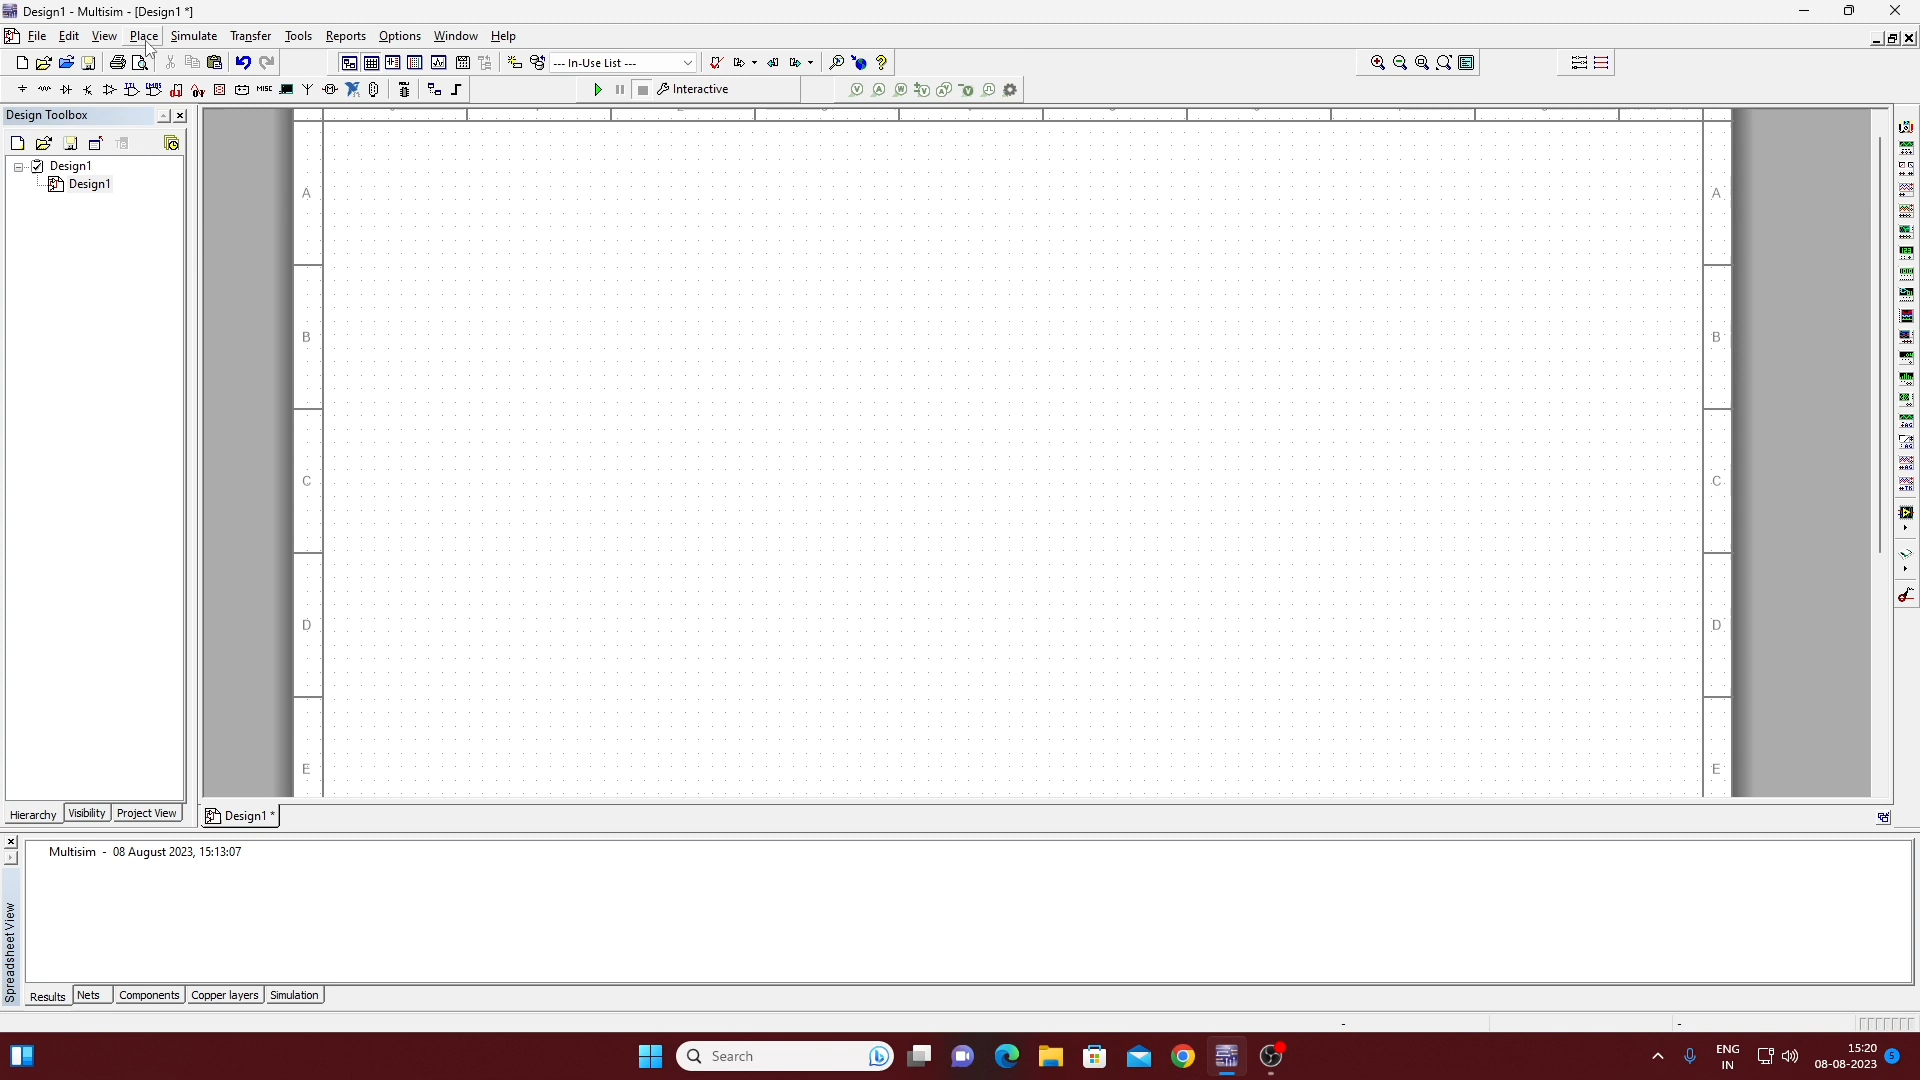 Design1 - Multisim - [Design1 *]
File Edit View Place Simulate Transfer Tools Reports Options Window Help
--- In-Use List ---
MISC Interactive
Design Toolbox
Design1
Design1
A A
B B
C C
D D
E E
Hierarchy Visibility Project View
Design1 *
Multisim - 08 August 2023, 15:13:07
Spreadsheet View
Results Nets Components Copper layers Simulation
Search
ENG
IN
15:20
08-08-2023
5